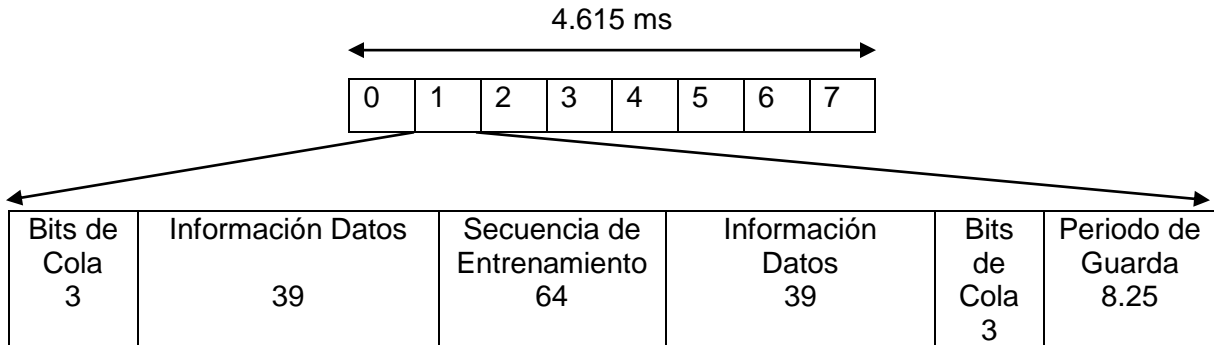 4.615 ms
0 1 2 3 4 5 6 7
Bits de
Cola
3
Información Datos
39
Secuencia de
Entrenamiento
64
Información
Datos
39
Bits
de
Cola
3
Periodo de
Guarda
8.25